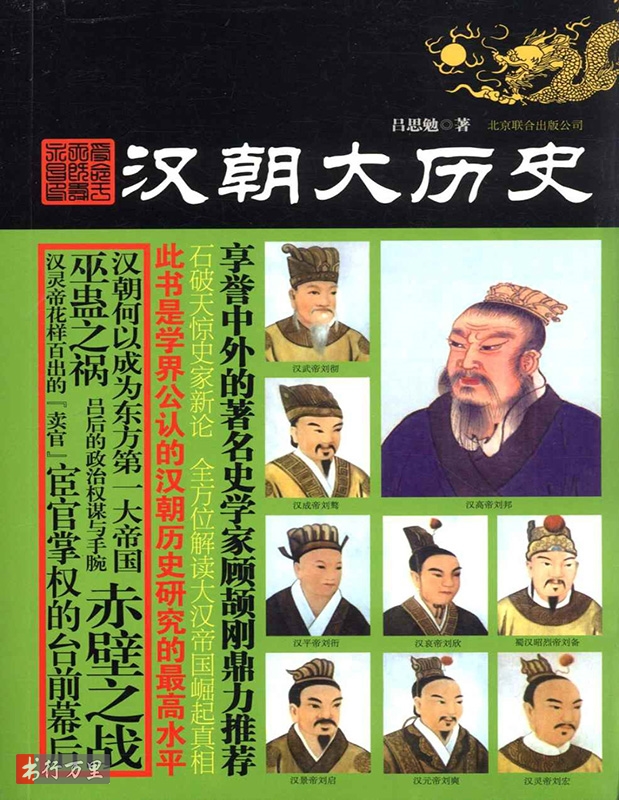 吕思勉◎著
北京联合出版公司
汉朝大历史
享誉中外的著名史学家顾颉刚鼎力推荐
石破天惊史家新论 全方位解读大汉帝国崛起真相
此书是学界公认的汉朝历史研究的最高水平
汉朝何以成为东方第一大帝国
巫蛊之祸
吕后的政治权谋与手腕
赤壁之战
汉灵帝花样百出的『卖官』
宦官掌权的台前幕后
汉武帝刘彻
汉高帝刘邦
汉成帝刘骜
汉平帝刘衎
汉哀帝刘欣
蜀汉昭烈帝刘备
汉景帝刘启
汉元帝刘奭
汉灵帝刘宏
书行万里